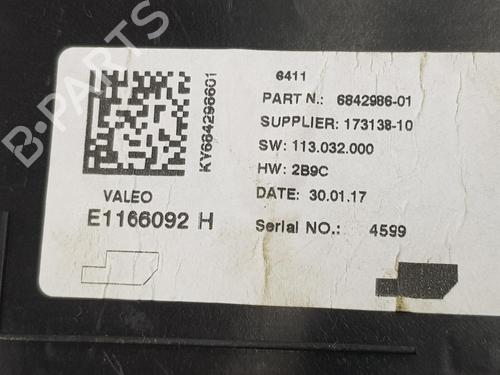 B-PARTS
KY684298601
VALEO
E1166092 H
6411
PART N.: 6842986-01
SUPPLIER: 173138-10
SW: 113.032.000
HW: 2B9C
DATE: 30.01.17
Serial NO.: 4599